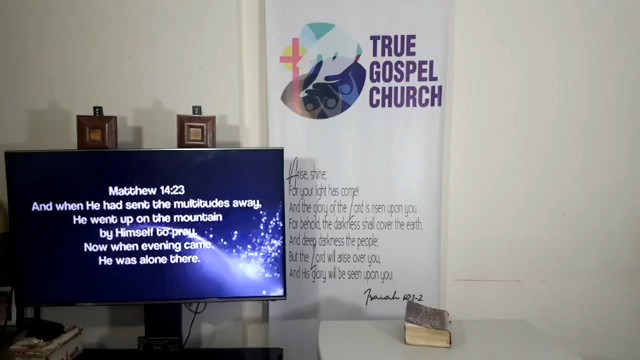 TRUE
GOSPEL
CHURCH
Matthew 14:23
And when He had sent the multitudes away,
He went up on the mountain
by Himself to pray.
Now when evening came,
He was alone there.
Arise, shine;
For your light has come!
And the glory of the Lord is risen upon you.
For behold, the darkness shall cover the earth,
And deep darkness the people;
But the Lord will arise over you,
And His glory will be seen upon you.
Isaiah 60:1-2